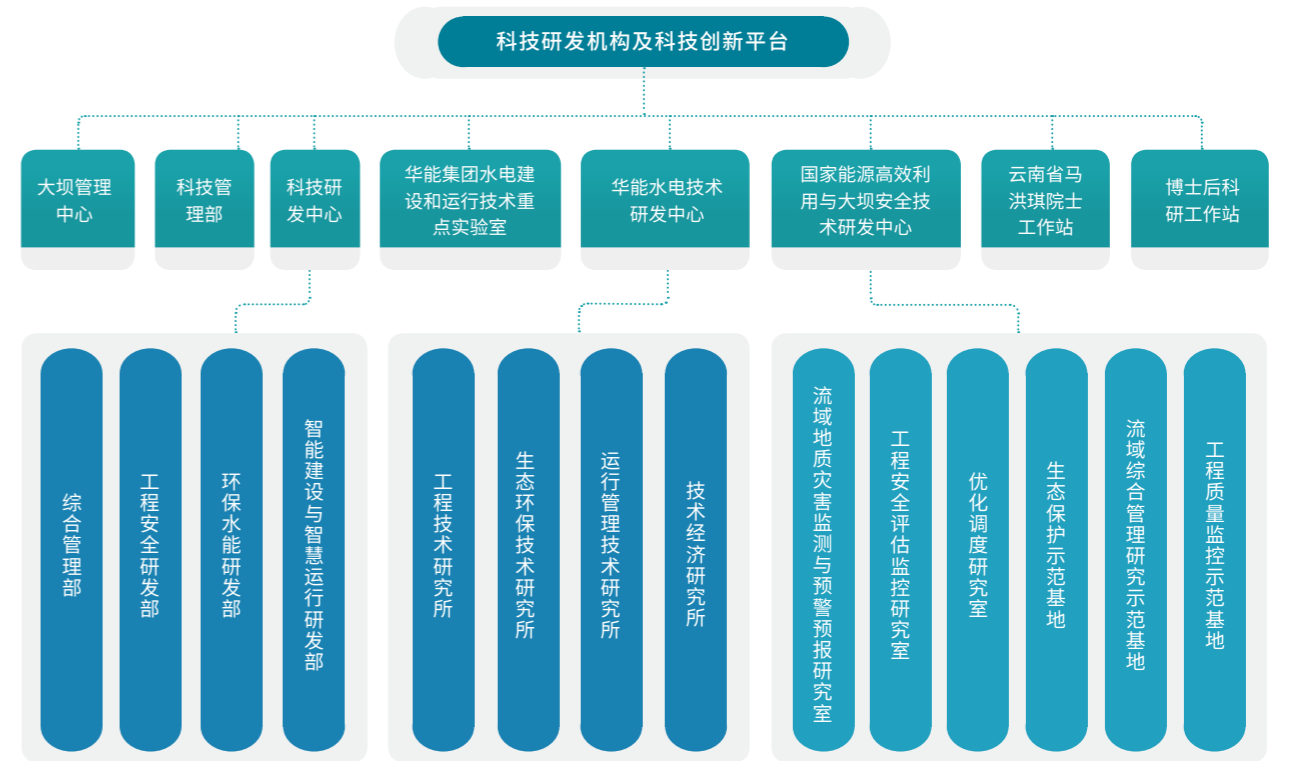 科技研发机构及科技创新平台
大坝管理
中心
科技管
理部
科技研
发中心
华能集团水电建
设和运行技术重
点实验室
华能水电技术
研发中心
国家能源高效利
用与大坝安全技
术研发中心
云南省马
洪琪院士
工作站
博士后科
研工作站
综合管理部
工程安全研发部
环保水能研发部
智能建设与智慧运行研发部
工程技术研究所
生态环保技术研究所
运行管理技术研究所
技术经济研究所
流域地质灾害监测与预警预报研究室
工程安全评估监控研究室
优化调度研究室
生态保护示范基地
流域综合管理研究示范基地
工程质量监控示范基地